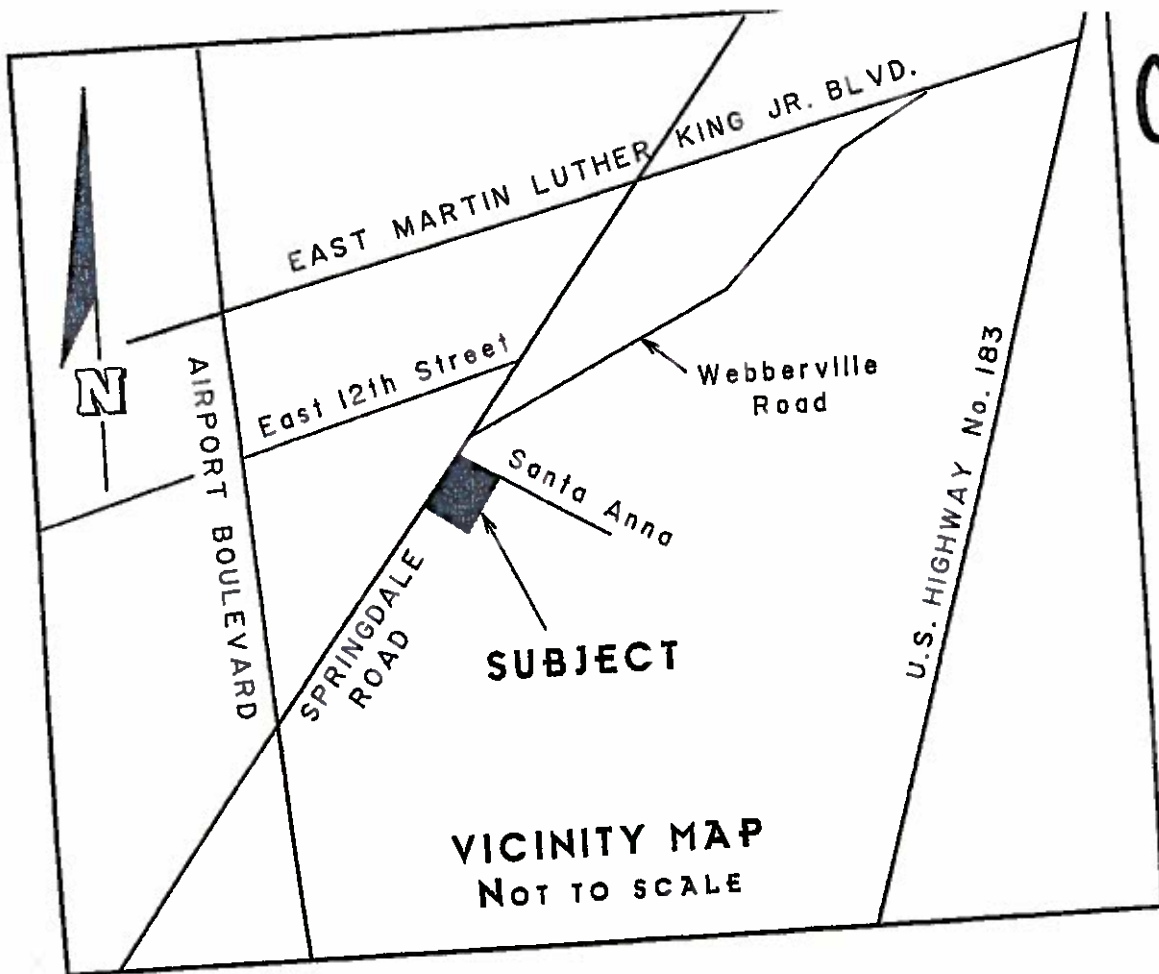 EAST MARTIN LUTHER KING JR. BLVD.
N
AIRPORT BOULEVARD
East 12th Street
Webberville
Road
Santa Anna
U.S. HIGHWAY No. 183
SPRINGDALE
ROAD
SUBJECT
VICINITY MAP
NOT TO SCALE